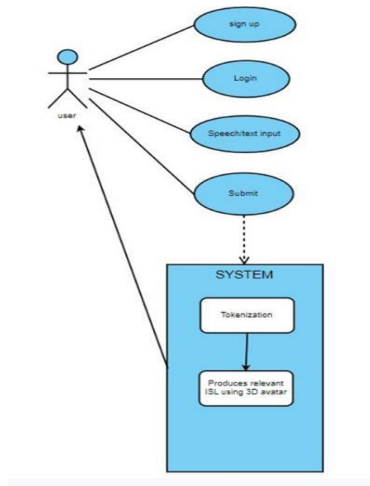 sign up
Login
user
Speech/text input
Submit
SYSTEM
Tokenization
Produces relevant
ISL using 3D avatar